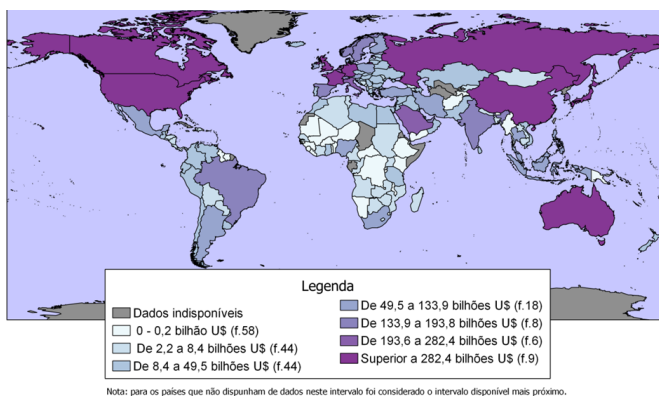 Legenda
Dados indisponíveis
0 - 0,2 bilhão U$ (f.58)
De 2,2 a 8,4 bilhões U$ (f.44)
De 8,4 a 49,5 bilhões U$ (f.44)
De 49,5 a 133,9 bilhões U$ (f.18)
De 133,9 a 193,8 bilhões U$ (f.8)
De 193,6 a 282,4 bilhões U$ (f.6)
Superior a 282,4 bilhões U$ (f.9)
Nota: para os países que não dispunham de dados neste intervalo foi considerado o intervalo disponível mais próximo.